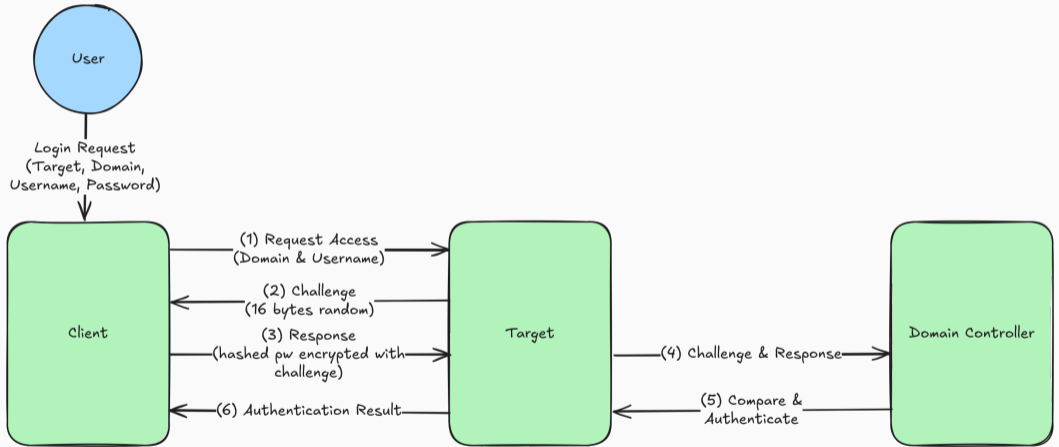 User
Login Request
(Target, Domain,
Username, Password)
(1) Request Access
(Domain & Username)
(2) Challenge
(16 bytes random)
Client
(3) Response
(hashed pw encrypted with
challenge)
(6) Authentication Result
Target
(4) Challenge & Response
(5) Compare &
Authenticate
Domain Controller